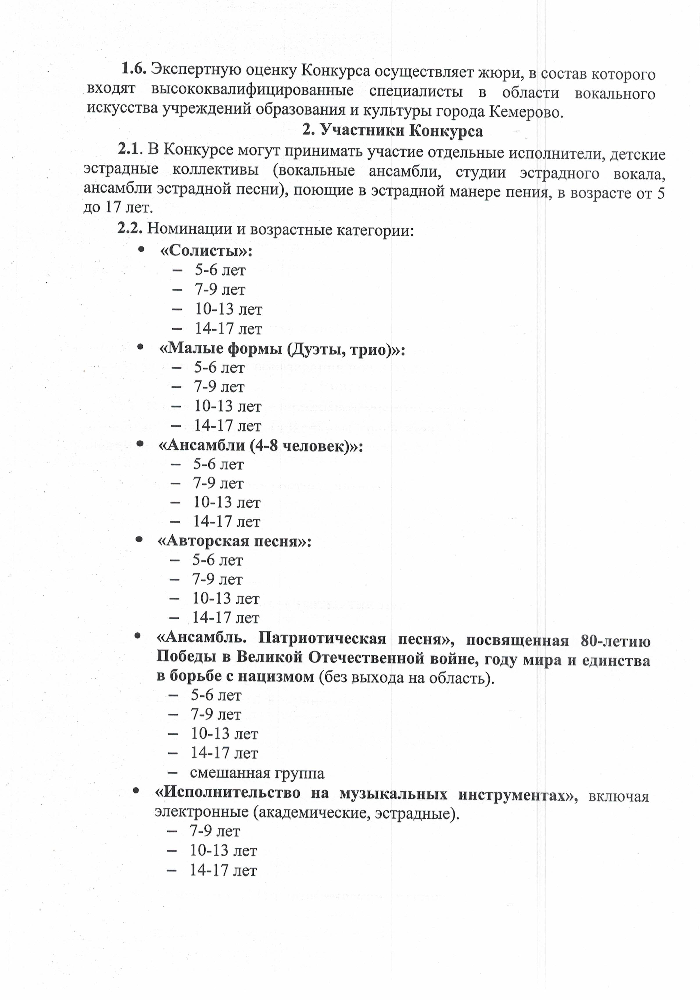 1.6. Экспертную оценку Конкурса осуществляет жюри, в состав которого
входят высококвалифицированные специалисты в области вокального
искусства учреждений образования и культуры города Кемерово.
2. Участники Конкурса
2.1. В Конкурсе могут принимать участие отдельные исполнители, детские
эстрадные коллективы (вокальные ансамбли, студии эстрадного вокала,
ансамбли эстрадной песни), поющие в эстрадной манере пения, в возрасте от 5
до 17 лет.
2.2. Номинации и возрастные категории:
• «Солисты»:
– 5-6 лет
– 7-9 лет
– 10-13 лет
– 14-17 лет
• «Малые формы (Дуэты, трио)»:
– 5-6 лет
– 7-9 лет
– 10-13 лет
– 14-17 лет
• «Ансамбли (4-8 человек)»:
– 5-6 лет
– 7-9 лет
– 10-13 лет
– 14-17 лет
• «Авторская песня»:
– 5-6 лет
– 7-9 лет
– 10-13 лет
– 14-17 лет
• «Ансамбль. Патриотическая песня», посвященная 80-летию
Победы в Великой Отечественной войне, году мира и единства
в борьбе с нацизмом (без выхода на область).
– 5-6 лет
– 7-9 лет
– 10-13 лет
– 14-17 лет
– смешанная группа
• «Исполнительство на музыкальных инструментах», включая
электронные (академические, эстрадные).
– 7-9 лет
– 10-13 лет
– 14-17 лет